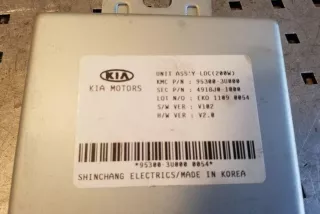 KIA
KIA MOTORS
UNIT ASS'Y LDC(200W)
KMC P/N : 95300-3U000
SEC P/N : 4910J0-1000
LOT N/O : EKO 1109 0054
S/W VER : V102
H/W VER : V2.0
*95300-3U000 0054*
SHINCHANG ELECTRICS/MADE IN KOREA